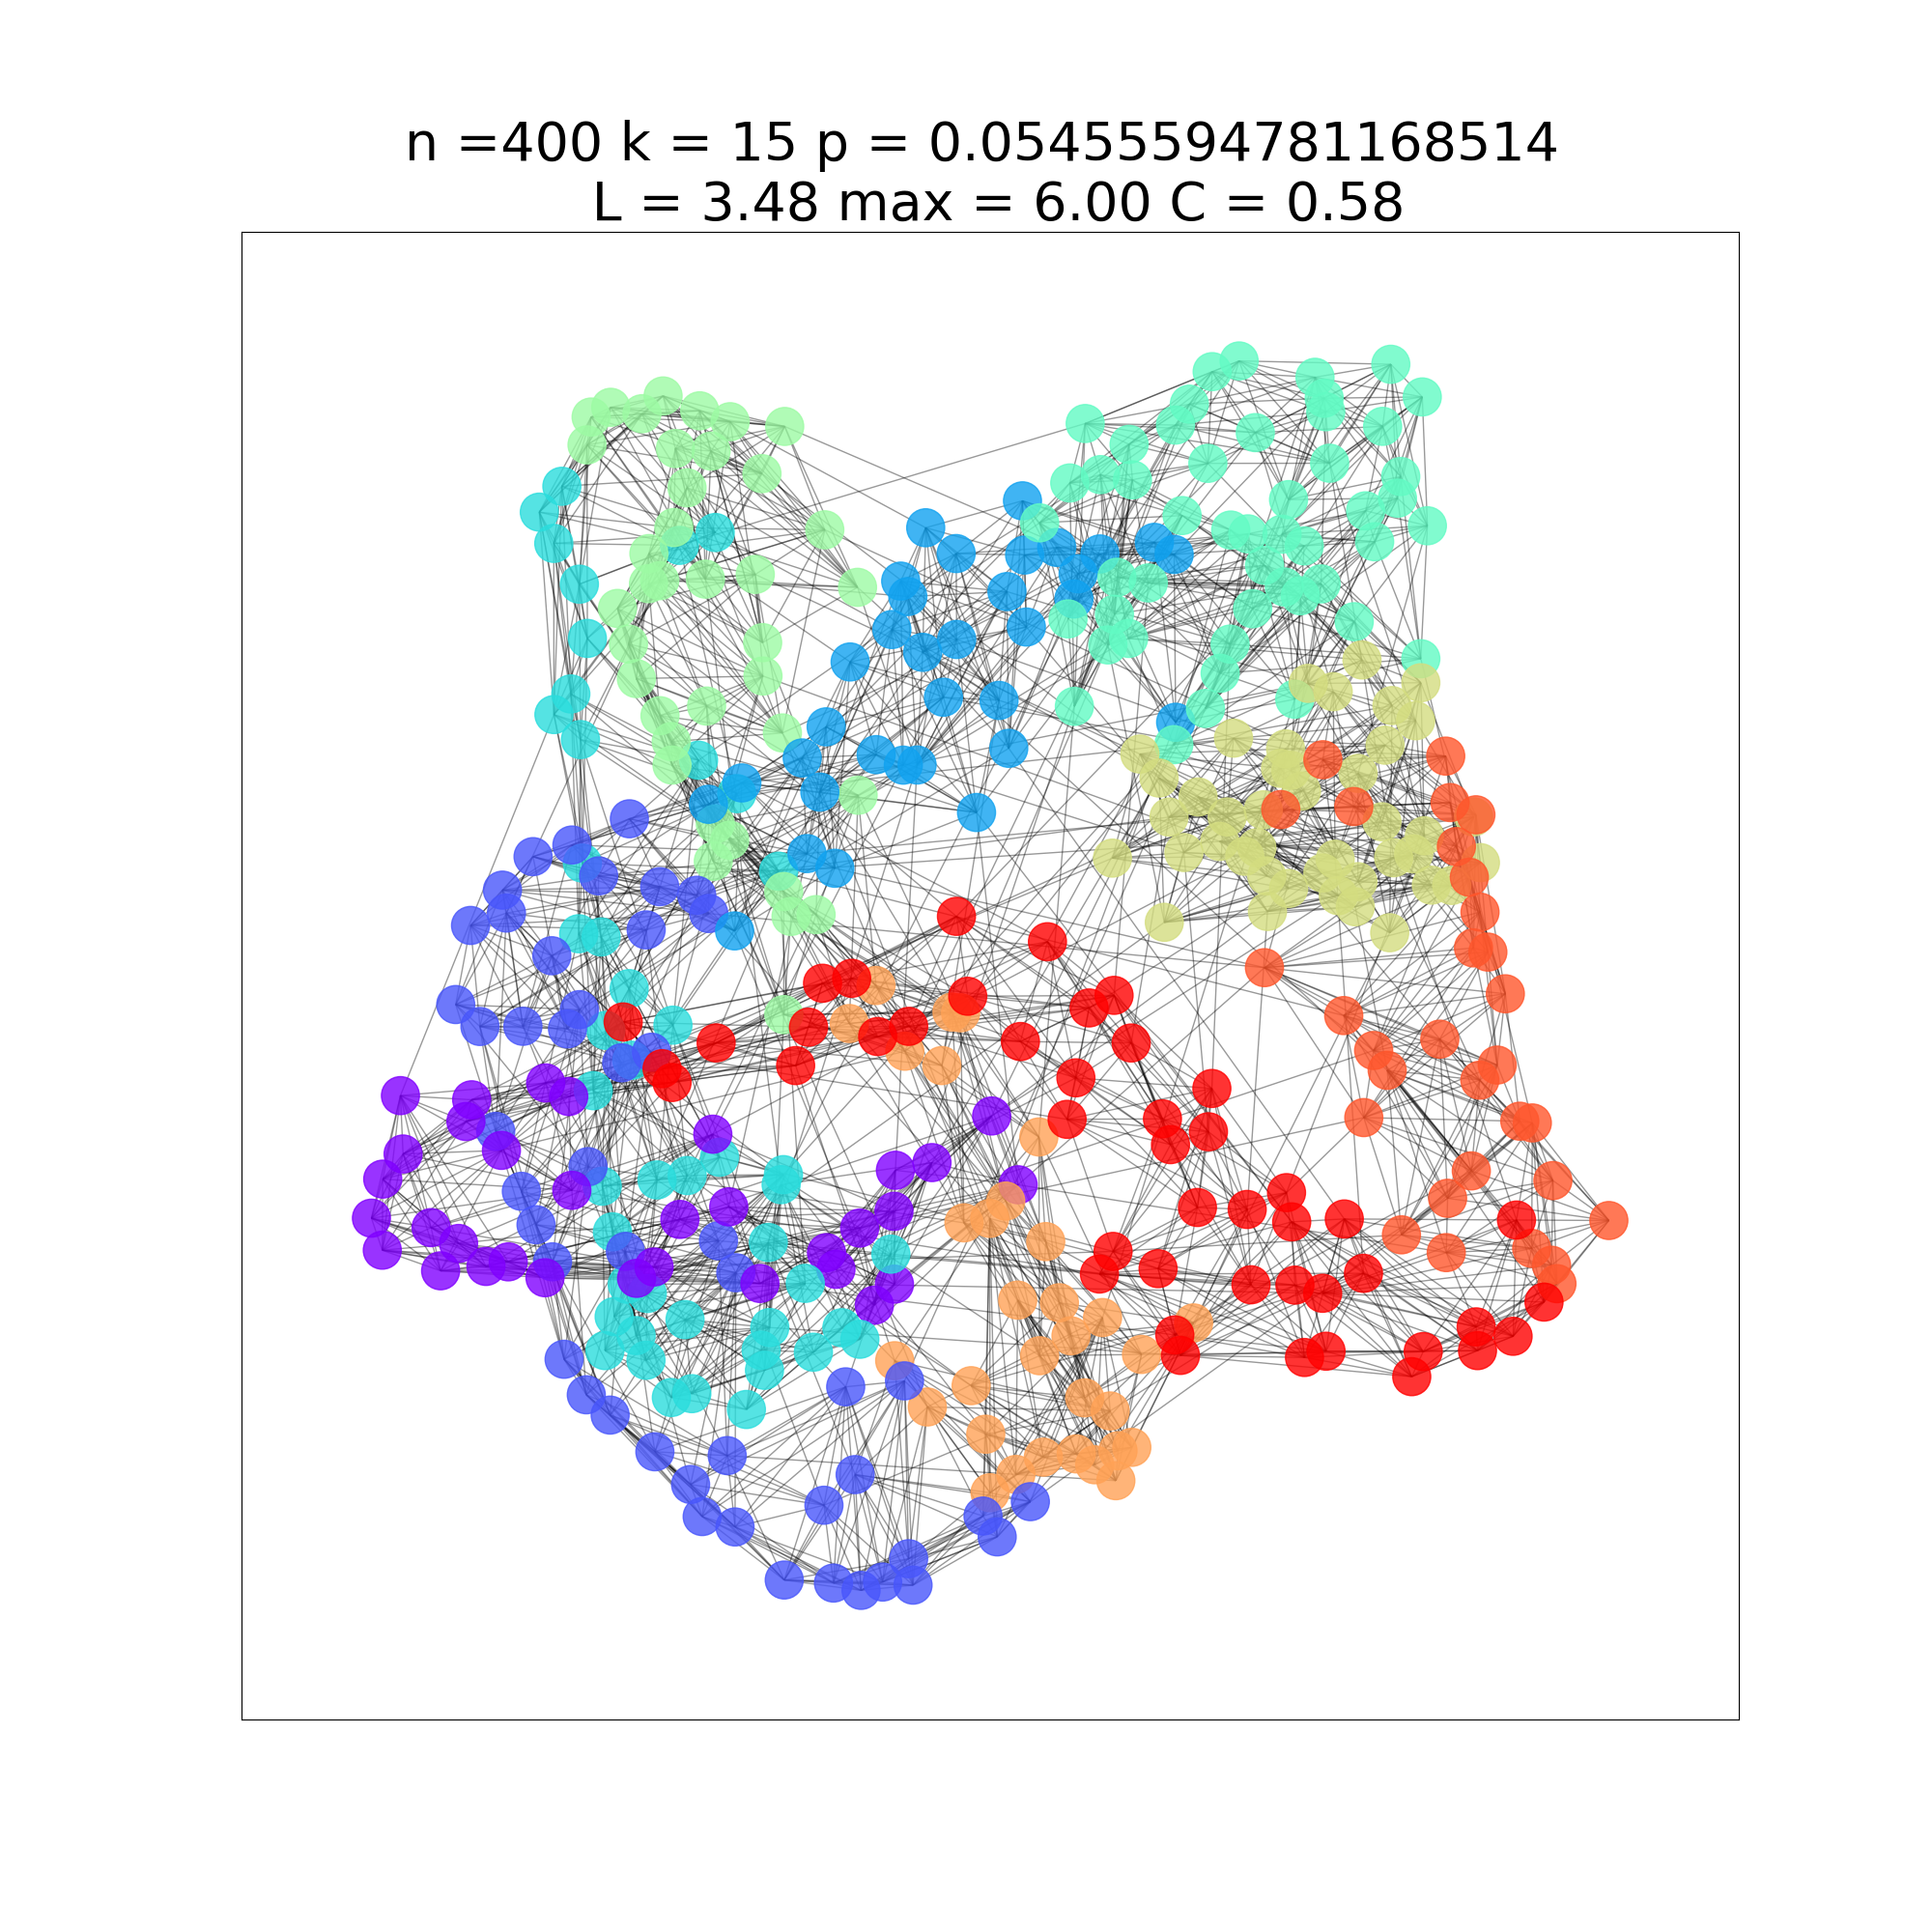 n =400 k = 15 p = 0.05455594781168514
L = 3.48 max = 6.00 C = 0.58